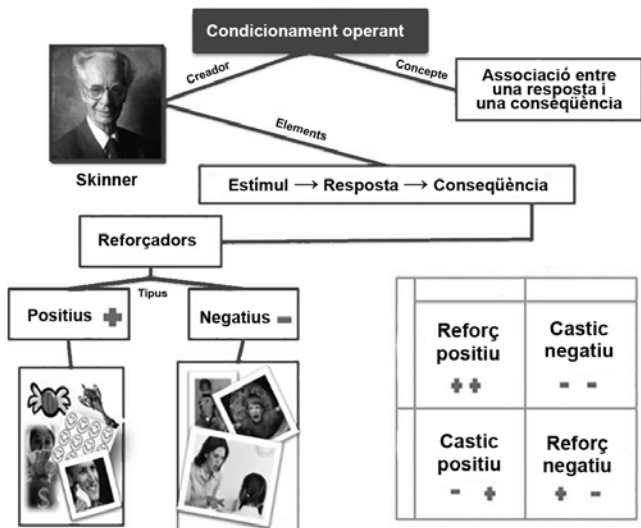 Condicionament operant
Creador
Concepte
Associació entre
una resposta i
una conseqüència
Elements
Skinner
Estímul → Resposta → Conseqüència
Reforçadors
Tipus
Positius +
Negatius -
Reforç
positiu
+ +
Castic
negatiu
- -
Castic
positiu
- +
Reforç
negatiu
+ -